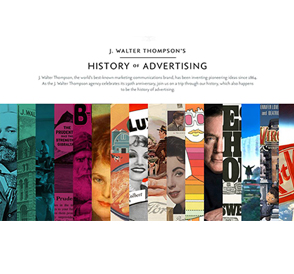 J. WALTER THOMPSON'S
HISTORY OF ADVERTISING
J. Walter Thompson, the world's best-known marketing communications brand, has been inventing pioneering ideas since 1864.
As the J. Walter Thompson agency celebrates its 150th anniversary, join us on a trip through our history, which also happens
to be the history of advertising.